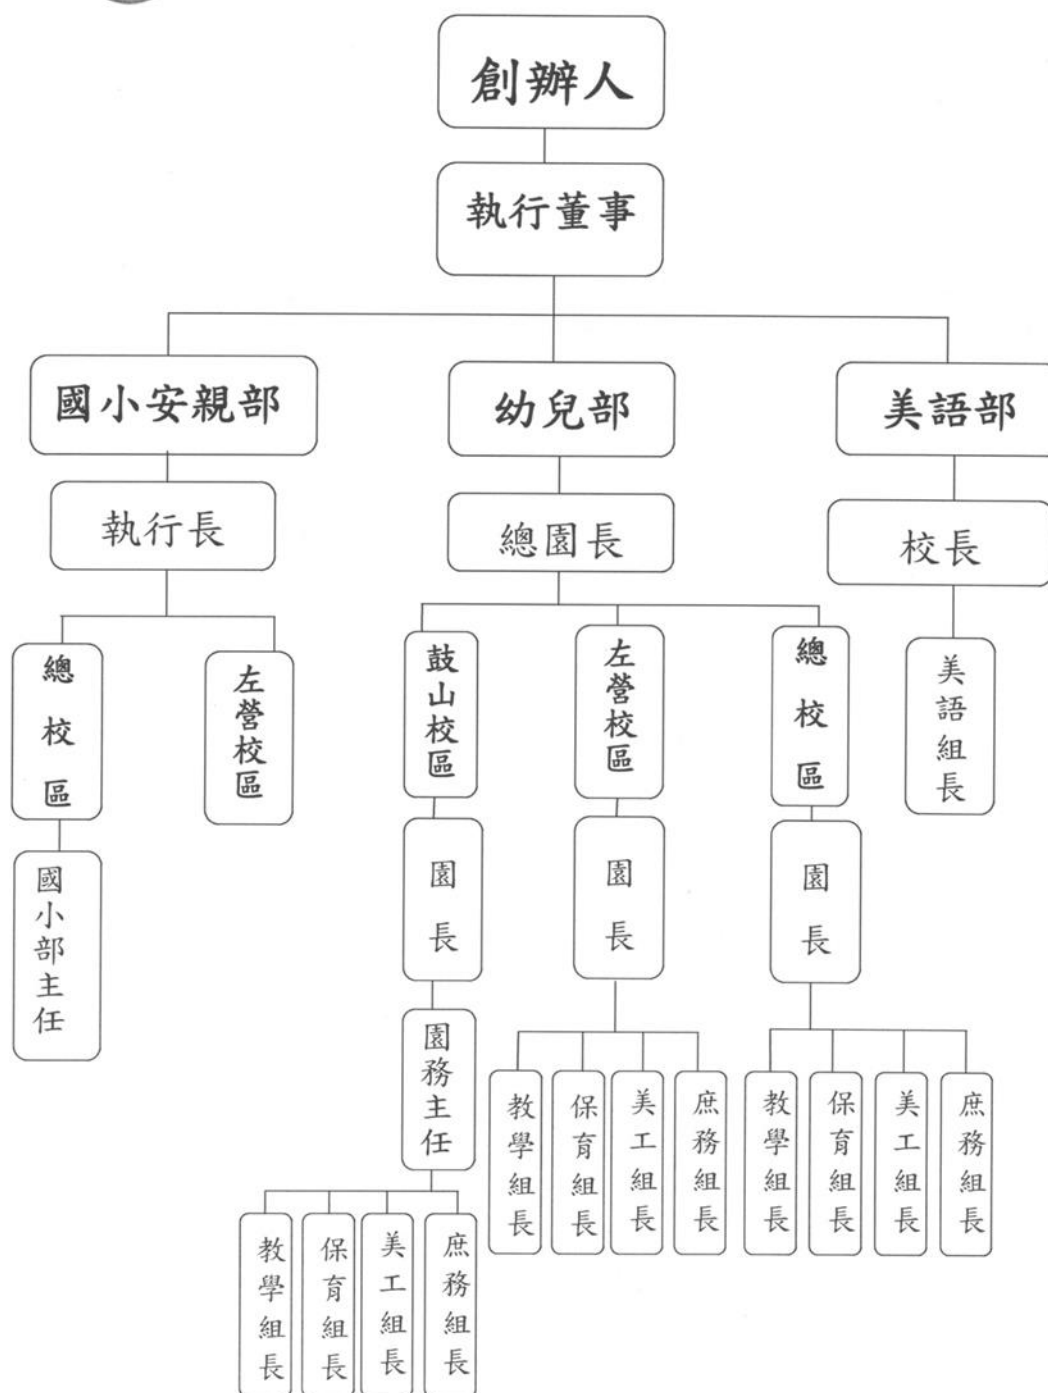 創辦人
執行董事
國小安親部
幼兒部
美語部
執行長
總園長
校長
總校區
左營校區
鼓山校區
左營校區
總校區
美語組長
國小部主任
園長
園長
園長
園務主任
教學組長
保育組長
美工組長
庶務組長
教學組長
保育組長
美工組長
庶務組長
教學組長
保育組長
美工組長
庶務組長